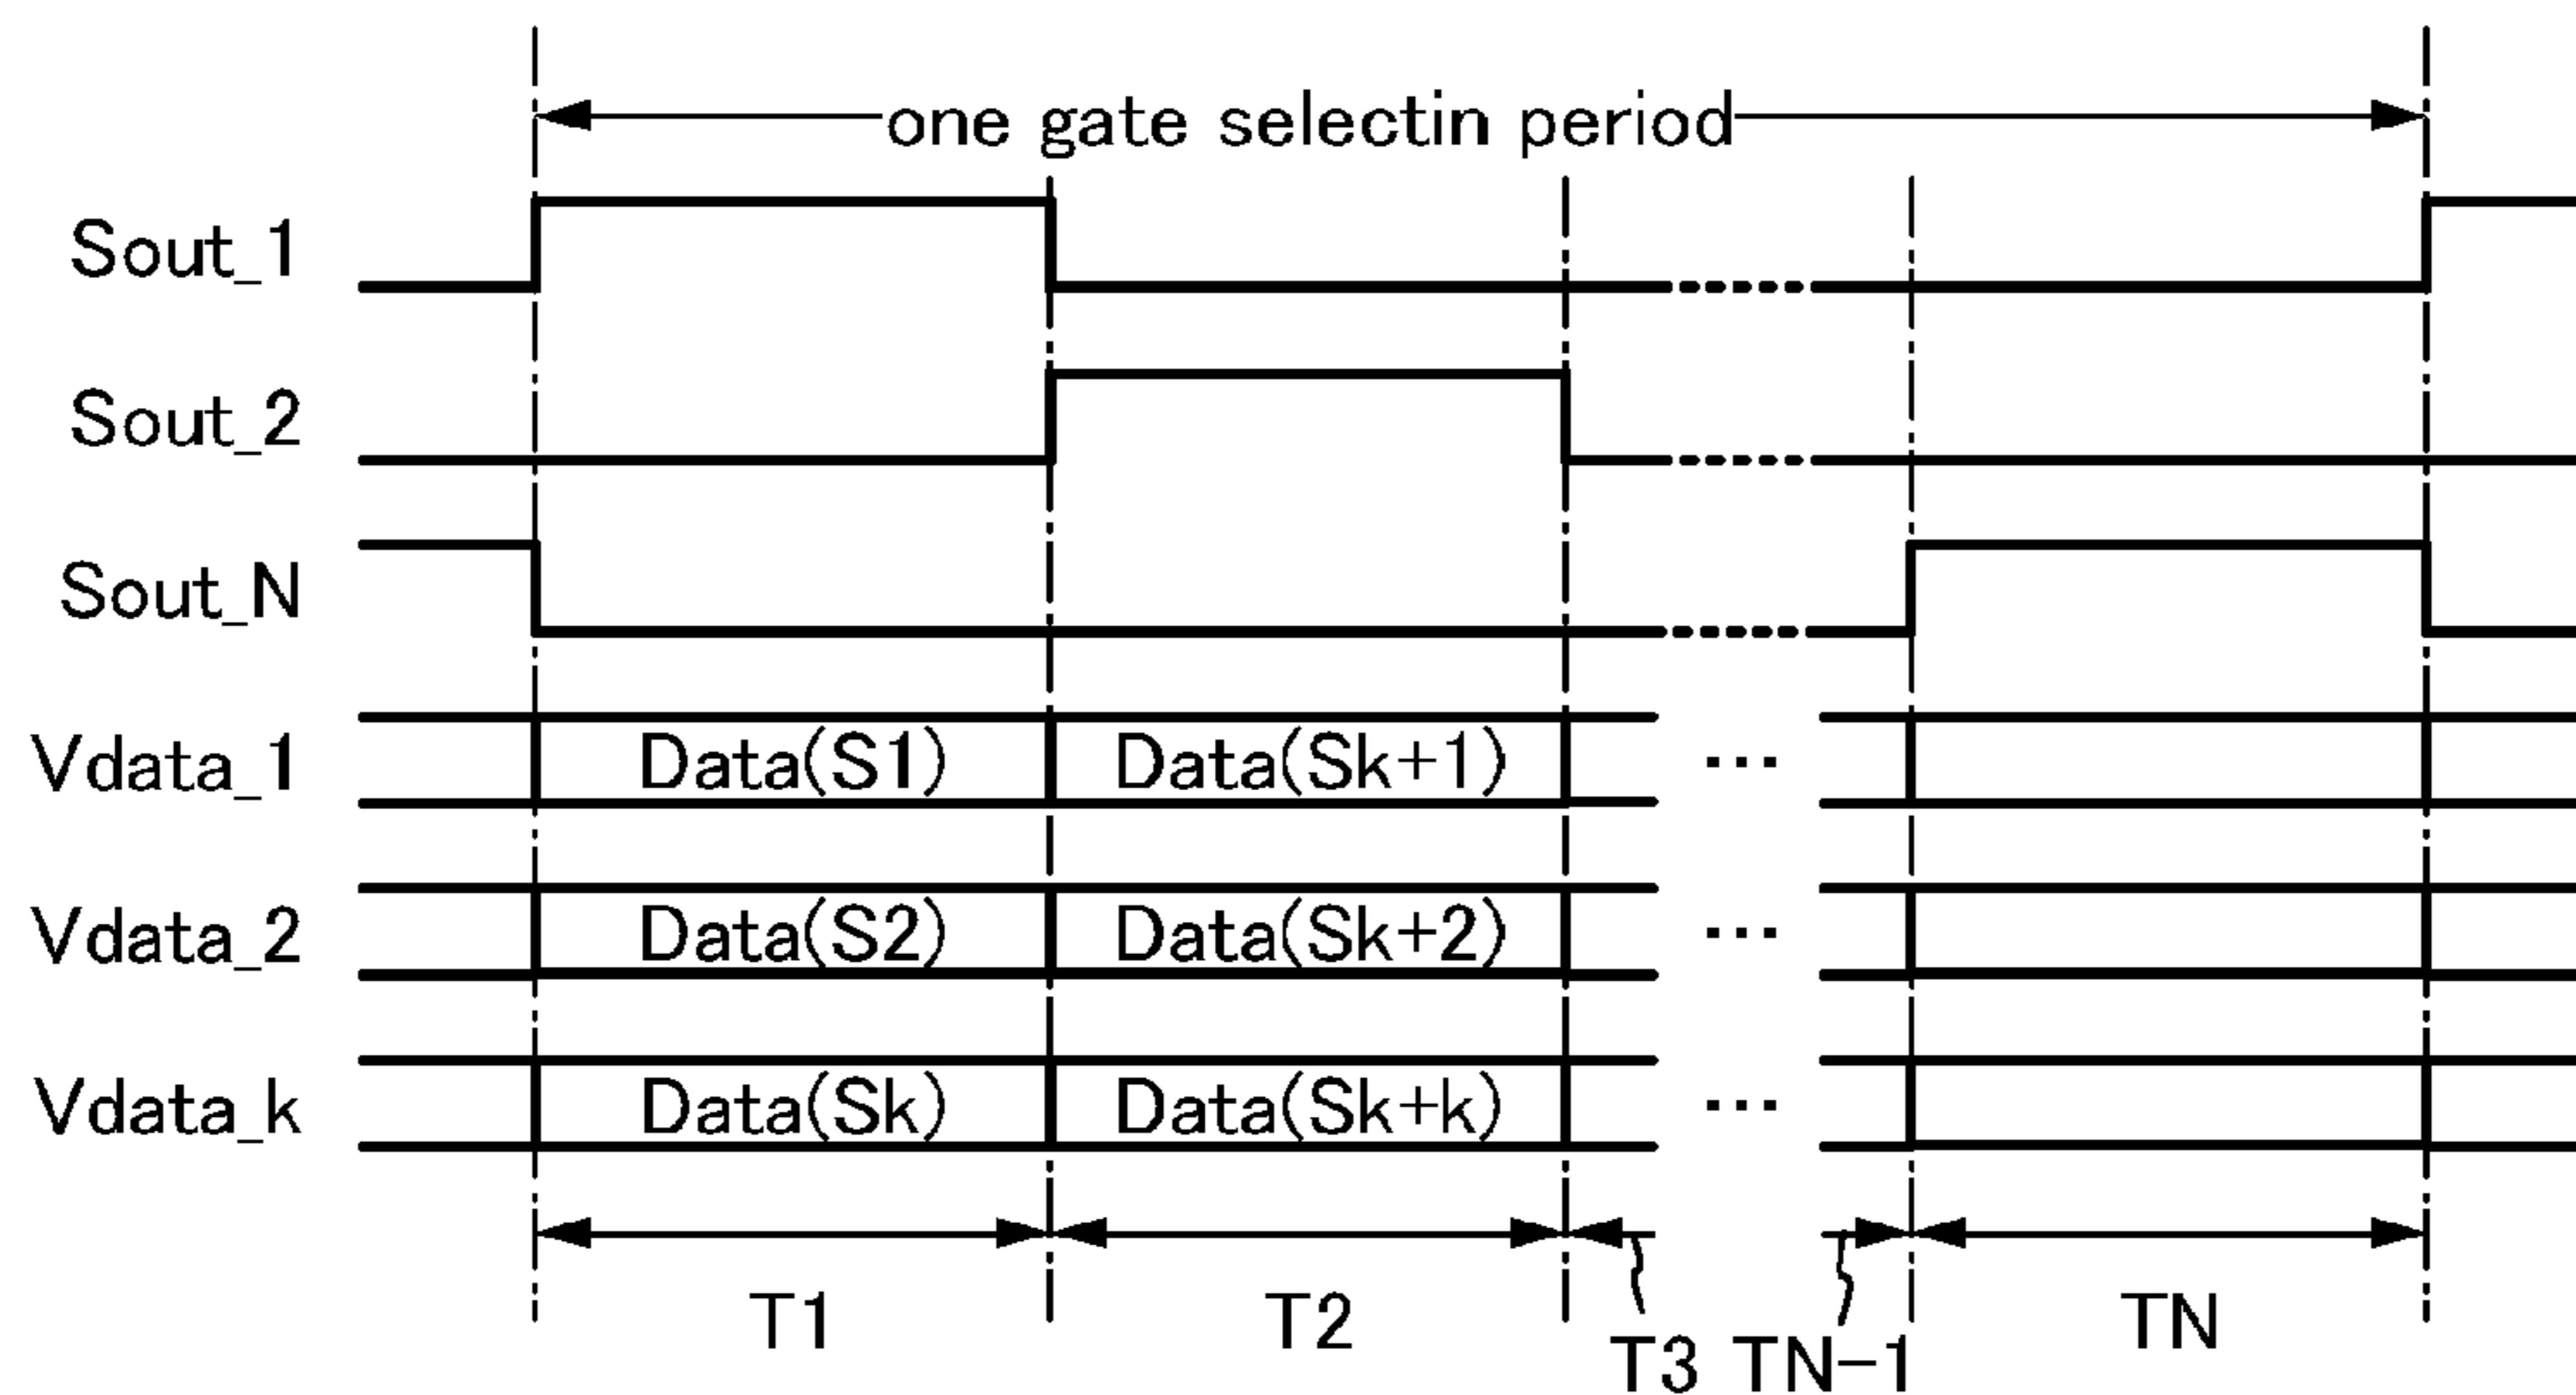 one gate selectin period
Sout_1
Sout_2
Sout_N
Vdata_1 Data(S1) Data(Sk+1) ...
Vdata_2 Data(S2) Data(Sk+2) ...
Vdata_k Data(Sk) Data(Sk+k) ...
T1 T2 T3 TN-1 TN